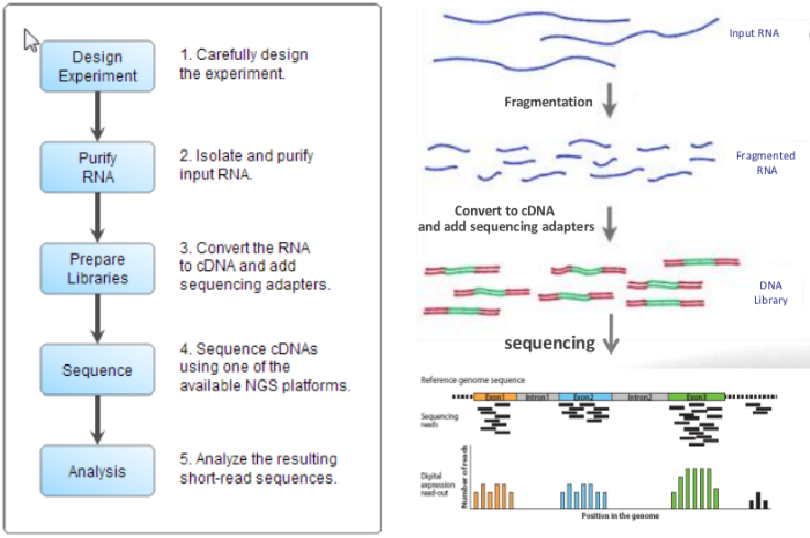 Design
Experiment
1. Carefully design
the experiment.
Purify
RNA
2. Isolate and purify
input RNA.
Prepare
Libraries
3. Convert the RNA
to cDNA and add
sequencing adapters.
Sequence
4. Sequence cDNAs
using one of the
available NGS platforms.
Analysis
5. Analyze the resulting
short-read sequences.
Input RNA
Fragmentation
Fragmented
RNA
Convert to cDNA
and add sequencing adapters
DNA
Library
sequencing
Reference genome sequence
Exon1 Intron1 Exon2 Intron2 Exon3
Sequencing
reads
Digital
expression
read-out
Number of reads
Position in the genome